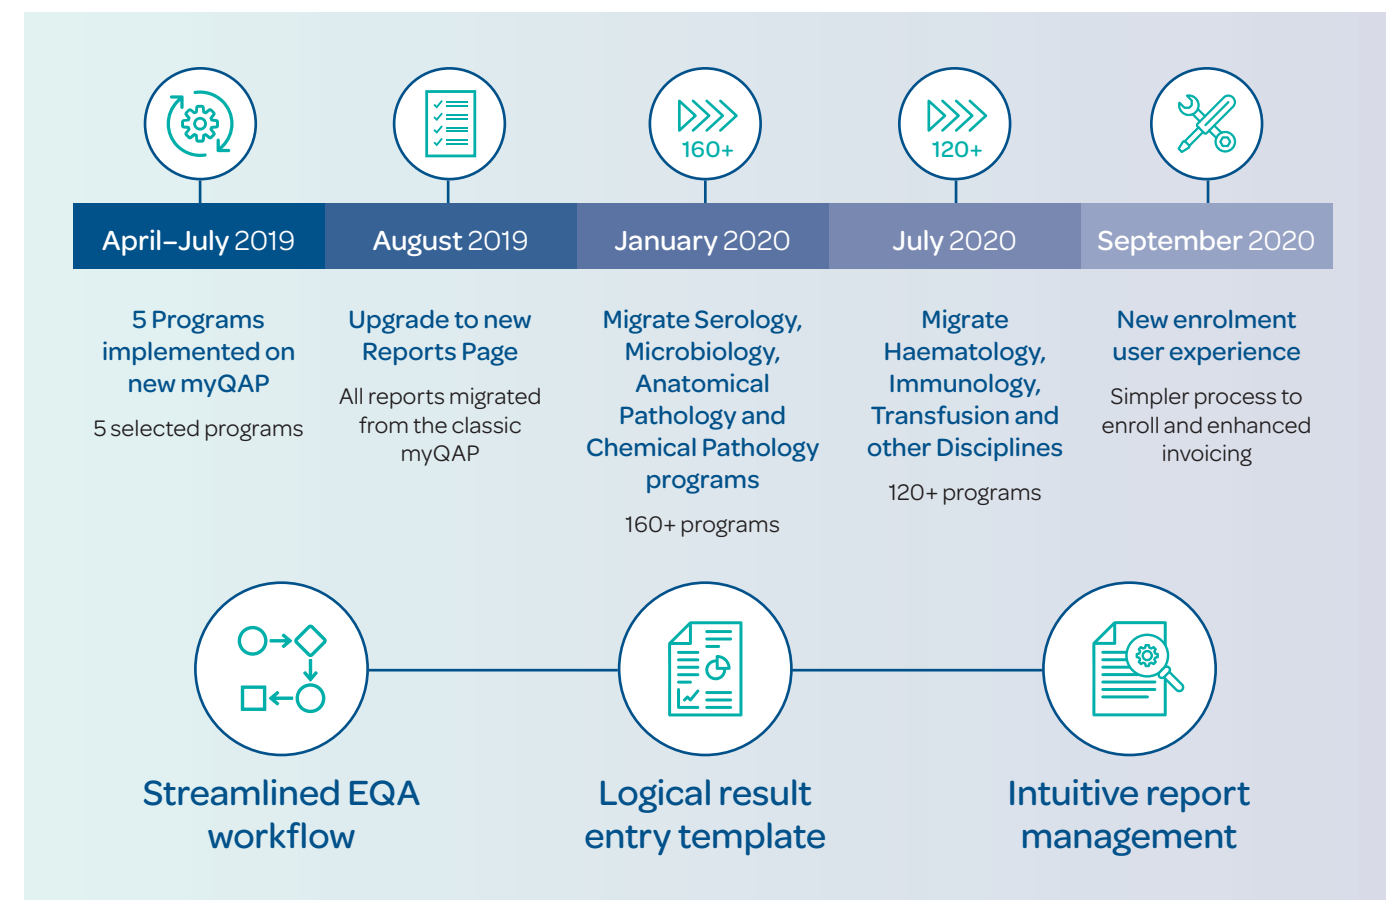 160+
120+
April–July 2019
August 2019
January 2020
July 2020
September 2020
5 Programs
implemented on
new myQAP
5 selected programs
Upgrade to new
Reports Page
All reports migrated
from the classic
myQAP
Migrate Serology,
Microbiology,
Anatomical
Pathology and
Chemical Pathology
programs
160+ programs
Migrate
Haematology,
Immunology,
Transfusion and
other Disciplines
120+ programs
New enrolment
user experience
Simpler process to
enroll and enhanced
invoicing
Streamlined EQA
workflow
Logical result
entry template
Intuitive report
management